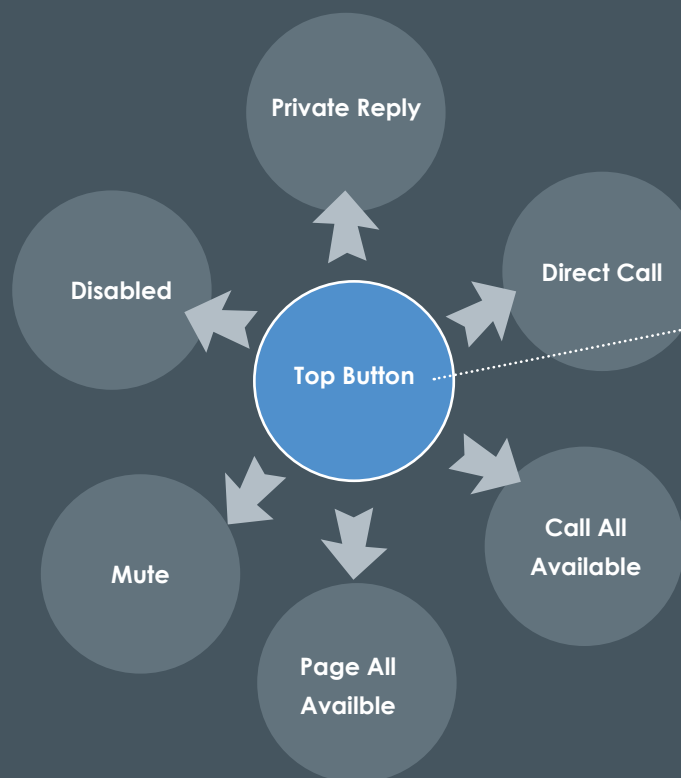 Private Reply
Direct Call
Disabled
Top Button
Call All
Available
Mute
Page All
Availble